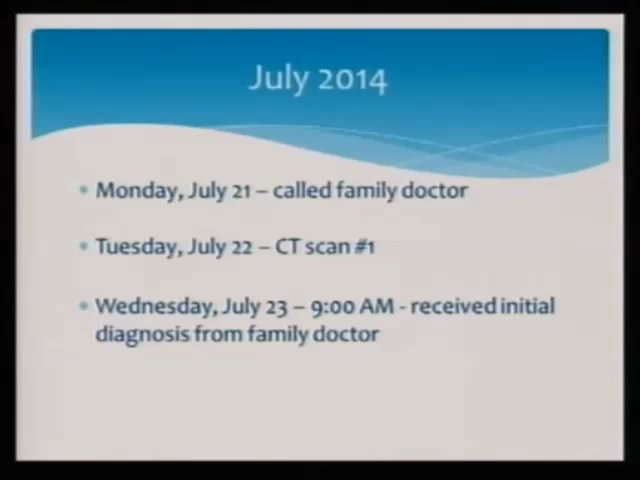 July 2014
Monday, July 21 – called family doctor
Tuesday, July 22 – CT scan #1
Wednesday, July 23 – 9:00 AM - received initial
diagnosis from family doctor